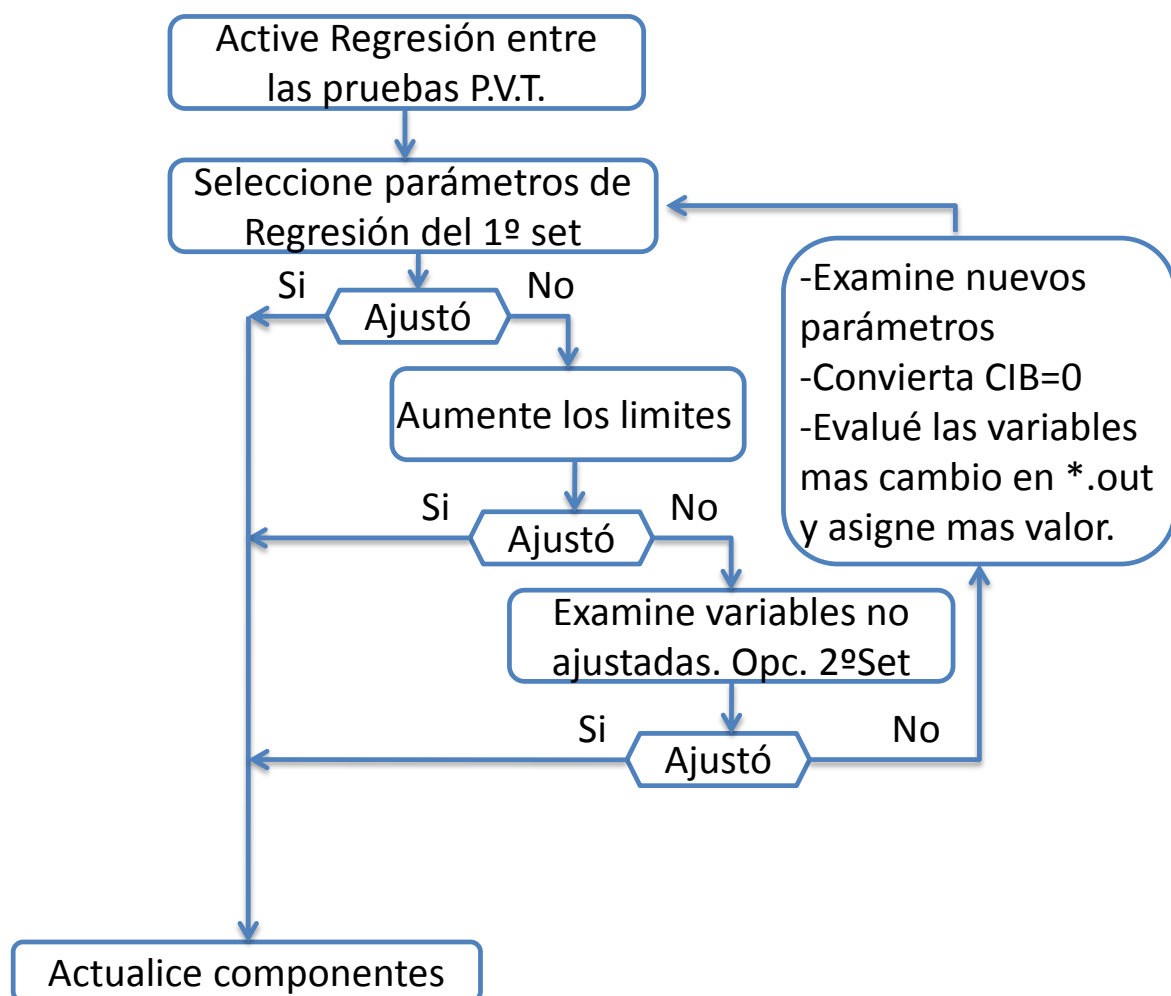 Active Regresión entre
las pruebas P.V.T.
Seleccione parámetros de
Regresión del 1º set
Si
No
Ajustó
Aumente los limites
Si
No
Ajustó
Examine variables no
ajustadas. Opc. 2ºSet
Si
No
Ajustó
-Examine nuevos
parámetros
-Convierta CIB=0
-Evalué las variables
mas cambio en *.out
y asigne mas valor.
Actualice componentes